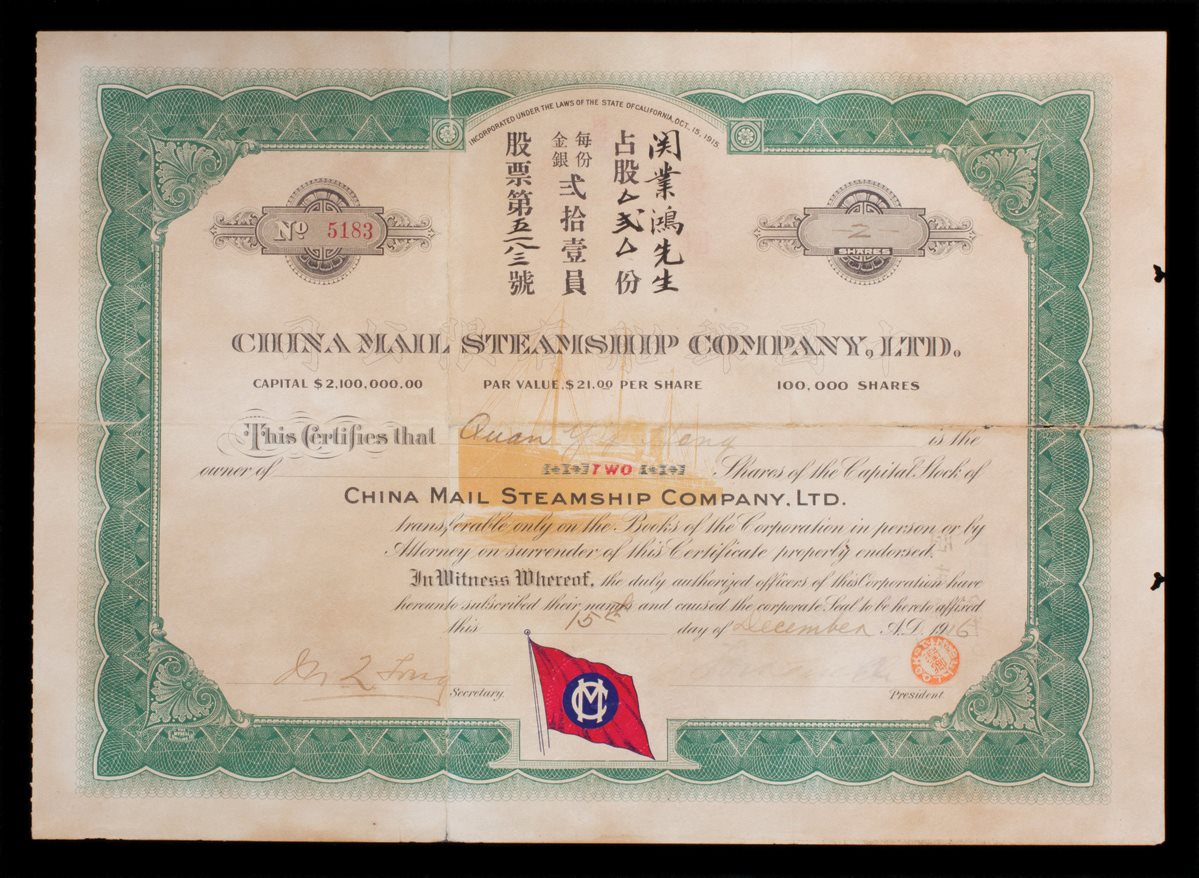 INCORPORATED UNDER THE LAWS OF THE STATE OF CALIFORNIA, OCT. 15, 1915
関業鴻先生
占股△弍△份
每份金銀弍拾壹員
股票第五一八三號
No 5183
-2-
SHARES
CHINA MAIL STEAMSHIP COMPANY, LTD.
CAPITAL $2,100,000.00 PAR VALUE, $21.00 PER SHARE 100,000 SHARES
This Certifies that Quan Yip is the
owner of TWO Shares of the Capital Stock of
CHINA MAIL STEAMSHIP COMPANY, LTD.
transferable only on the Books of the Corporation in person or by
Attorney on surrender of this Certificate properly endorsed.
In Witness Whereof, the duly authorized officers of this Corporation have
hereunto subscribed their names and caused the corporate Seal to be hereto affixed
this 15th day of December A.D. 1916
Secretary.
President.